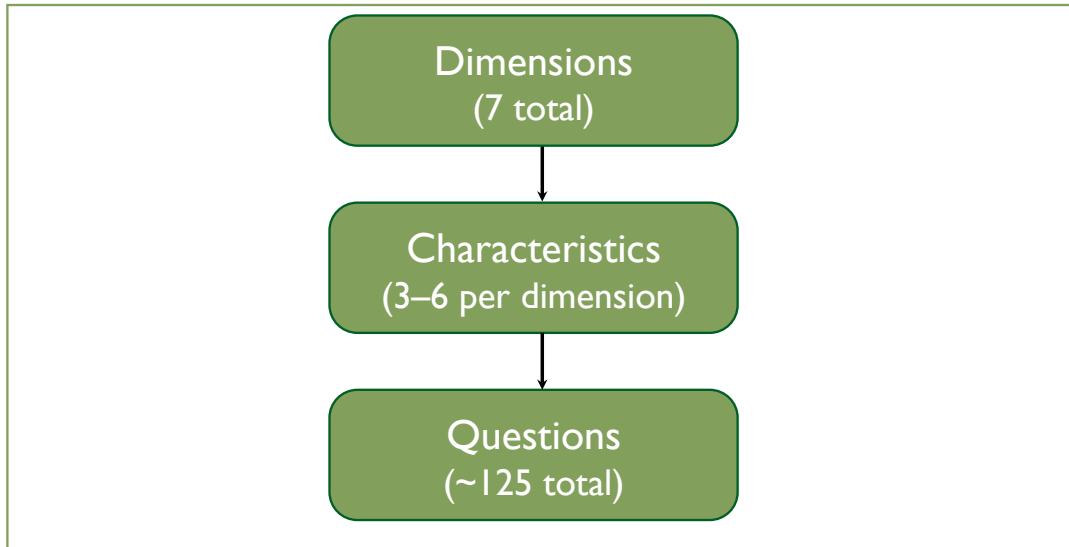 Dimensions
(7 total)
Characteristics
(3–6 per dimension)
Questions
(~125 total)